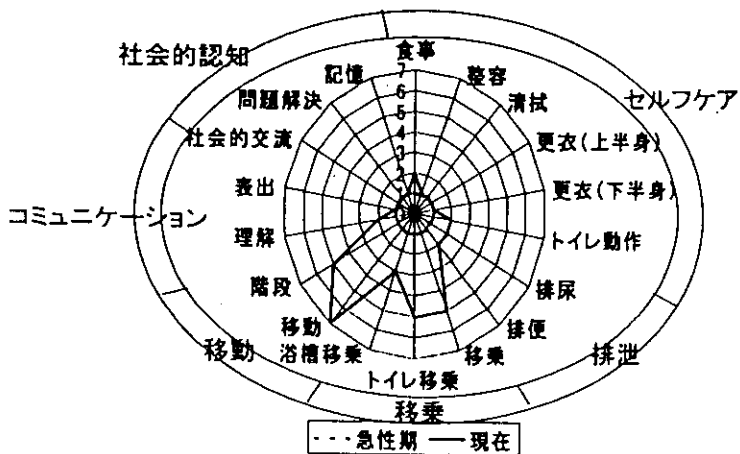 社会的認知
セルフケア
コミュニケーション
移動
移乗
排泄
食事
整容
清拭
更衣(上半身)
更衣(下半身)
トイレ動作
排尿
排便
移乗
トイレ移乗
浴槽移乗
移動
階段
理解
表出
社会的交流
問題解決
記憶
7
6
5
4
3
2
1
急性期 現在